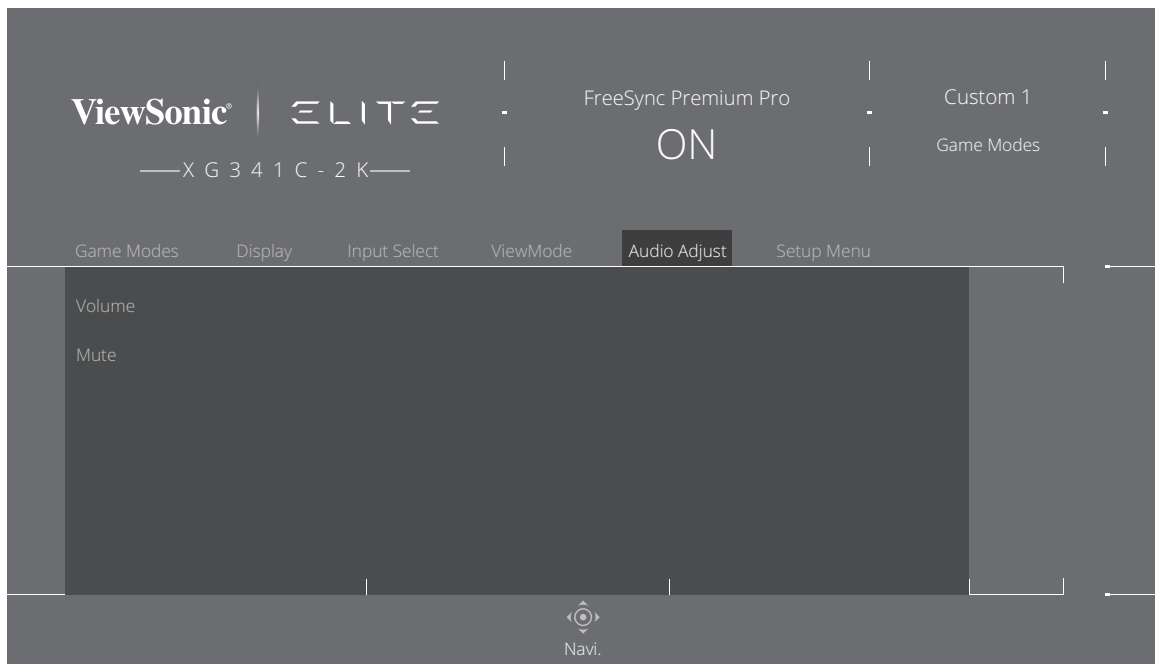 ViewSonic® | ELITE
XG341C-2K
FreeSync Premium Pro
ON
Custom 1
Game Modes
Game Modes Display Input Select ViewMode Audio Adjust Setup Menu
Volume
Mute
Navi.